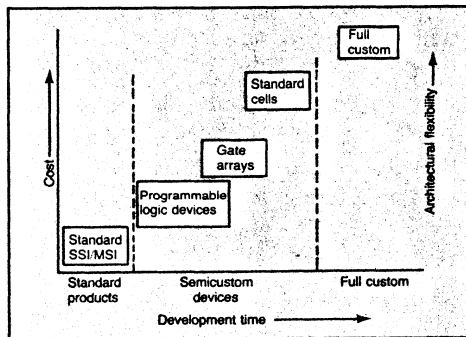 Full
custom
Standard
cells
Gate
arrays
Programmable
logic devices
Standard
SSI/MSI
Cost
Architectural flexibility
Standard
products
Semicustom
devices
Full custom
Development time